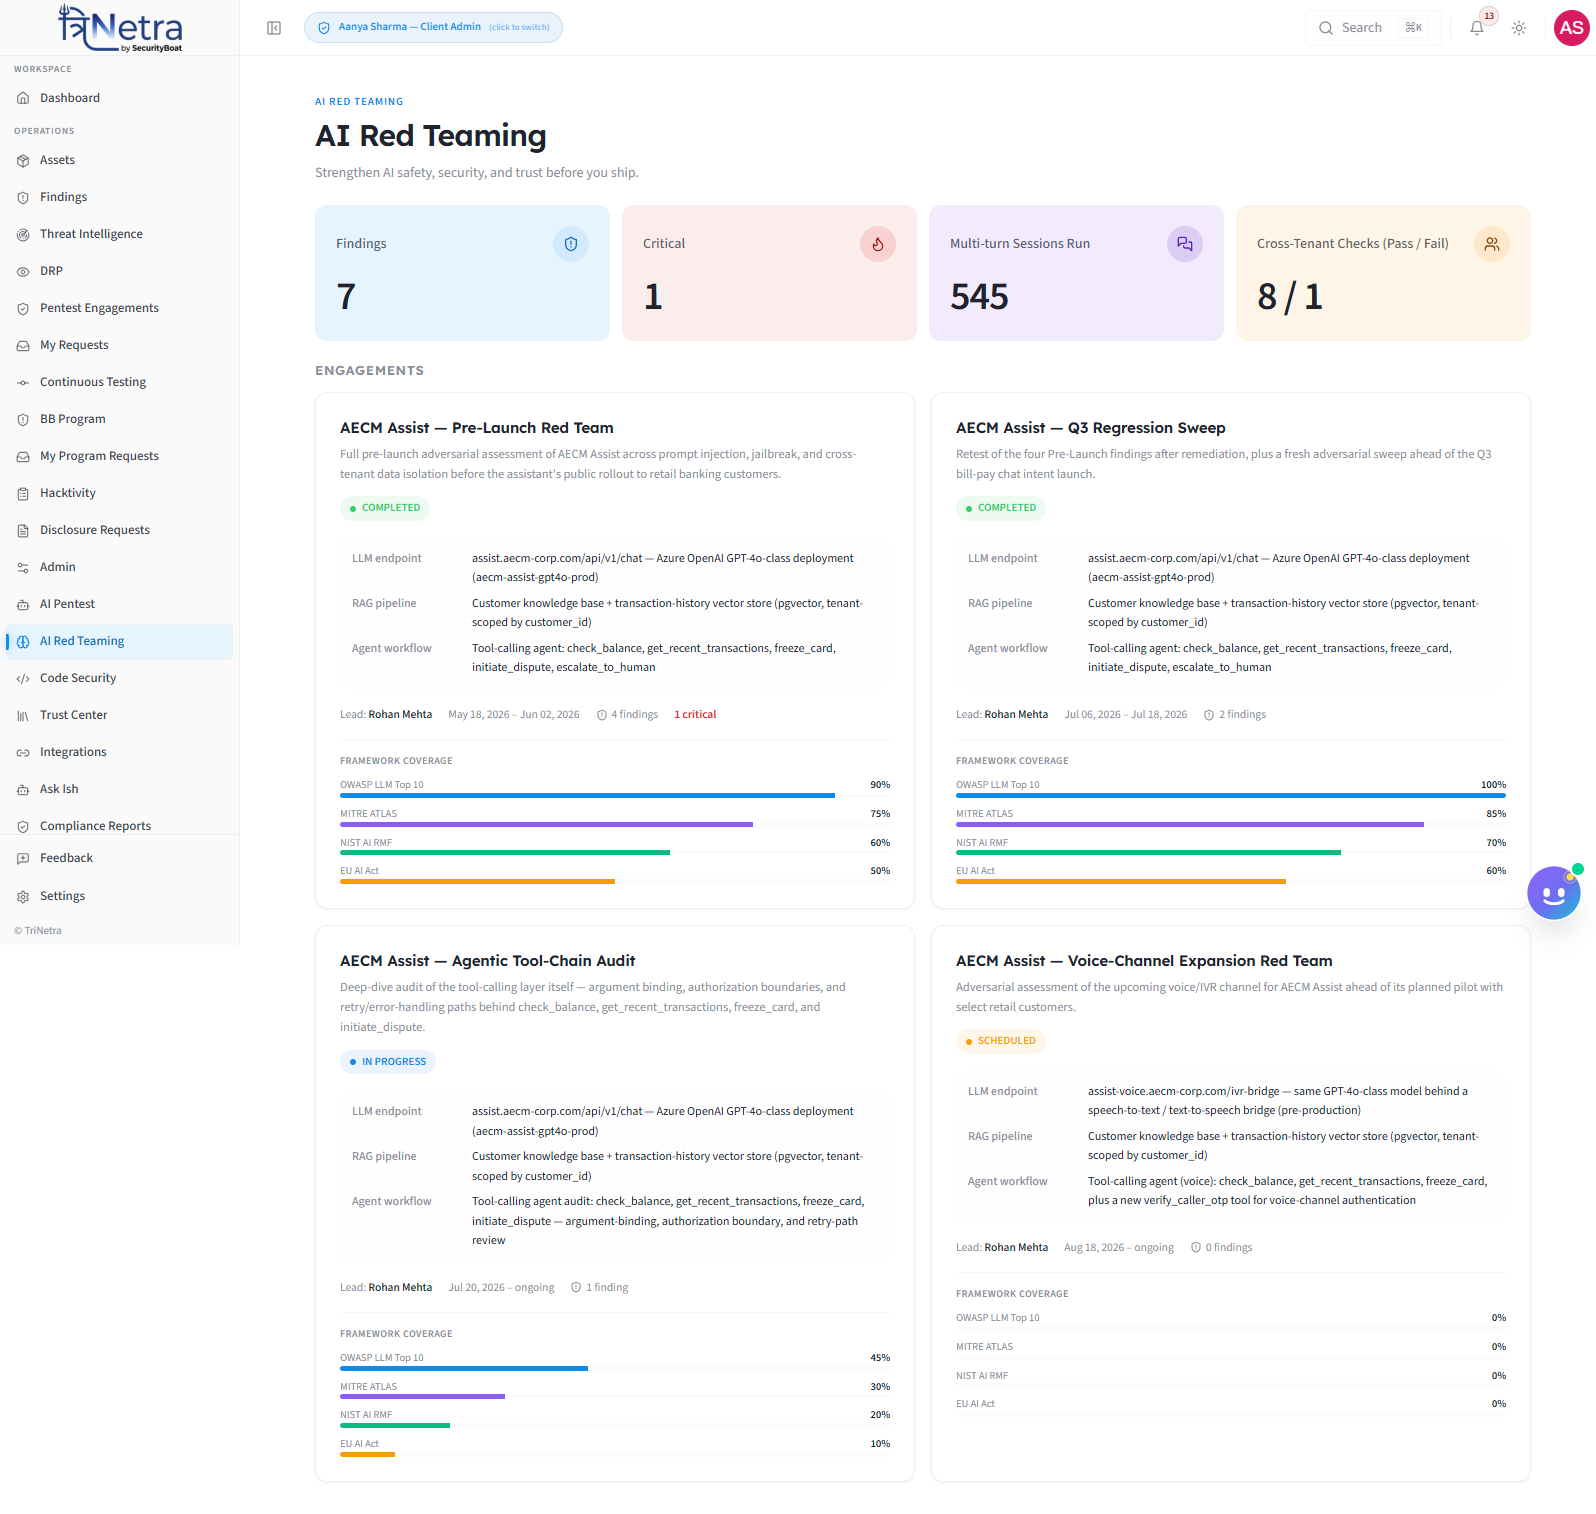 त्रिNetra
by SecurityBoat
WORKSPACE
Dashboard
OPERATIONS
Assets
Findings
Threat Intelligence
DRP
Pentest Engagements
My Requests
Continuous Testing
BB Program
My Program Requests
Hacktivity
Disclosure Requests
Admin
AI Pentest
AI Red Teaming
Code Security
Trust Center
Integrations
Ask Ish
Compliance Reports
Feedback
Settings
© TriNetra
Aanya Sharma — Client Admin (click to switch)
Search ⌘K
13
AS
AI RED TEAMING
AI Red Teaming
Strengthen AI safety, security, and trust before you ship.
Findings
7
Critical
1
Multi-turn Sessions Run
545
Cross-Tenant Checks (Pass / Fail)
8 / 1
ENGAGEMENTS
AECM Assist — Pre-Launch Red Team
Full pre-launch adversarial assessment of AECM Assist across prompt injection, jailbreak, and cross-
tenant data isolation before the assistant's public rollout to retail banking customers.
COMPLETED
LLM endpoint assist.aecm-corp.com/api/v1/chat — Azure OpenAI GPT-4o-class deployment
(aecm-assist-gpt4o-prod)
RAG pipeline Customer knowledge base + transaction-history vector store (pgvector, tenant-
scoped by customer_id)
Agent workflow Tool-calling agent: check_balance, get_recent_transactions, freeze_card,
initiate_dispute, escalate_to_human
Lead: Rohan Mehta May 18, 2026 – Jun 02, 2026 4 findings 1 critical
FRAMEWORK COVERAGE
OWASP LLM Top 10 90%
MITRE ATLAS 75%
NIST AI RMF 60%
EU AI Act 50%
AECM Assist — Q3 Regression Sweep
Retest of the four Pre-Launch findings after remediation, plus a fresh adversarial sweep ahead of the Q3
bill-pay chat intent launch.
COMPLETED
LLM endpoint assist.aecm-corp.com/api/v1/chat — Azure OpenAI GPT-4o-class deployment
(aecm-assist-gpt4o-prod)
RAG pipeline Customer knowledge base + transaction-history vector store (pgvector, tenant-
scoped by customer_id)
Agent workflow Tool-calling agent: check_balance, get_recent_transactions, freeze_card,
initiate_dispute, escalate_to_human
Lead: Rohan Mehta Jul 06, 2026 – Jul 18, 2026 2 findings
FRAMEWORK COVERAGE
OWASP LLM Top 10 100%
MITRE ATLAS 85%
NIST AI RMF 70%
EU AI Act 60%
AECM Assist — Agentic Tool-Chain Audit
Deep-dive audit of the tool-calling layer itself — argument binding, authorization boundaries, and
retry/error-handling paths behind check_balance, get_recent_transactions, freeze_card, and
initiate_dispute.
IN PROGRESS
LLM endpoint assist.aecm-corp.com/api/v1/chat — Azure OpenAI GPT-4o-class deployment
(aecm-assist-gpt4o-prod)
RAG pipeline Customer knowledge base + transaction-history vector store (pgvector, tenant-
scoped by customer_id)
Agent workflow Tool-calling agent audit: check_balance, get_recent_transactions, freeze_card,
initiate_dispute — argument-binding, authorization boundary, and retry-path
review
Lead: Rohan Mehta Jul 20, 2026 – ongoing 1 finding
FRAMEWORK COVERAGE
OWASP LLM Top 10 45%
MITRE ATLAS 30%
NIST AI RMF 20%
EU AI Act 10%
AECM Assist — Voice-Channel Expansion Red Team
Adversarial assessment of the upcoming voice/IVR channel for AECM Assist ahead of its planned pilot with
select retail customers.
SCHEDULED
LLM endpoint assist-voice.aecm-corp.com/ivr-bridge — same GPT-4o-class model behind a
speech-to-text / text-to-speech bridge (pre-production)
RAG pipeline Customer knowledge base + transaction-history vector store (pgvector, tenant-
scoped by customer_id)
Agent workflow Tool-calling agent (voice): check_balance, get_recent_transactions, freeze_card,
plus a new verify_caller_otp tool for voice-channel authentication
Lead: Rohan Mehta Aug 18, 2026 – ongoing 0 findings
FRAMEWORK COVERAGE
OWASP LLM Top 10 0%
MITRE ATLAS 0%
NIST AI RMF 0%
EU AI Act 0%